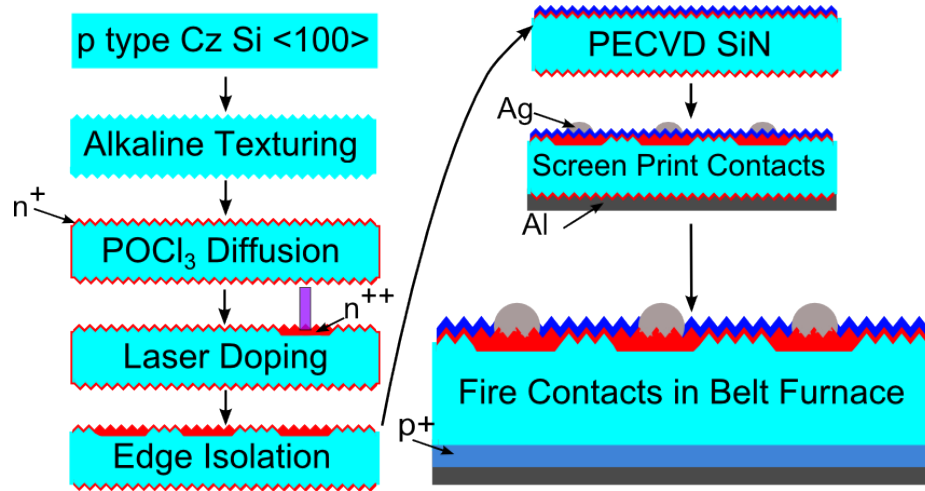 p type Cz Si <100>
Alkaline Texturing
n+
POCl₃ Diffusion
n++
Laser Doping
Edge Isolation
PECVD SiN
Ag
Screen Print Contacts
Al
Fire Contacts in Belt Furnace
p+